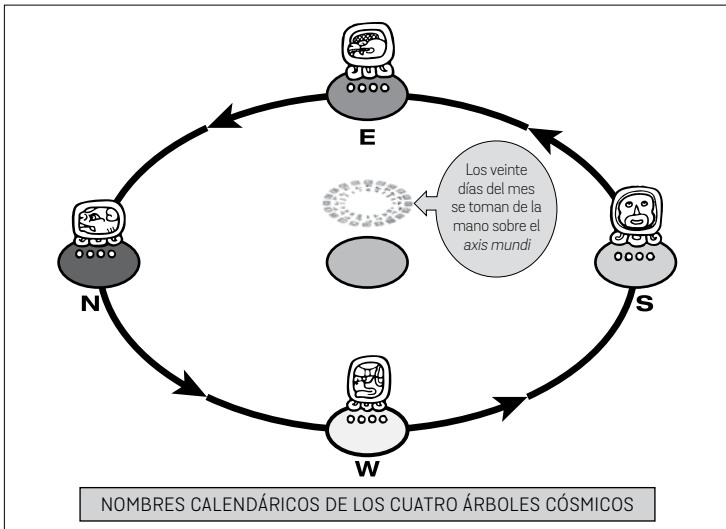 E
Los veinte
días del mes
se toman de la
mano sobre el
axis mundi
N
S
W
NOMBRES CALENDÁRICOS DE LOS CUATRO ÁRBOLES CÓSMICOS